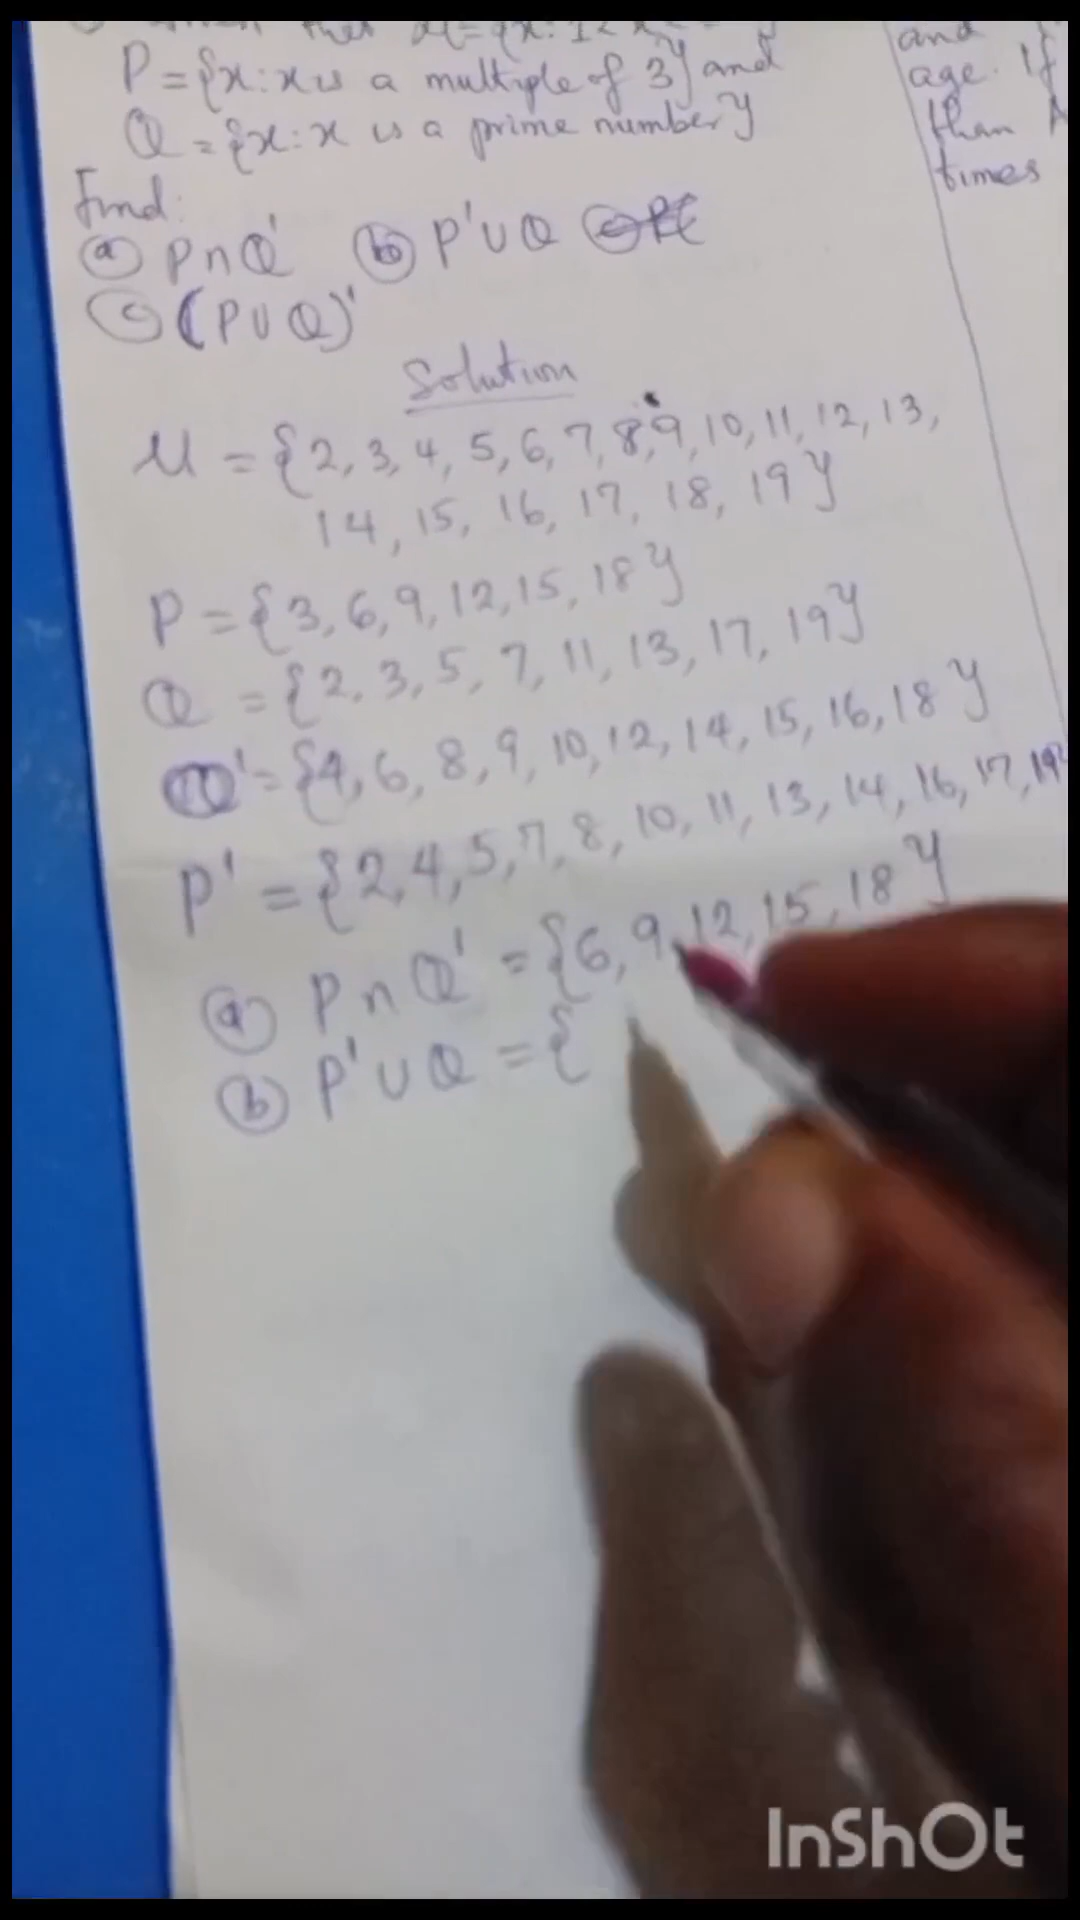 P = {x: x is a multiple of 3} and
Q = {x: x is a prime number}
Find:
(a) P∩Q' (b) P'∪Q
(c) (P∪Q)'
Solution
U = {2, 3, 4, 5, 6, 7, 8, 9, 10, 11, 12, 13,
14, 15, 16, 17, 18, 19}
P = {3, 6, 9, 12, 15, 18}
Q = {2, 3, 5, 7, 11, 13, 17, 19}
Q' = {4, 6, 8, 9, 10, 12, 14, 15, 16, 18}
P' = {2, 4, 5, 7, 8, 10, 11, 13, 14, 16, 17, 19
(a) P∩Q' = {6, 9, 12, 15, 18}
(b) P'∪Q = {
and
age. If
than A
times
InShOt